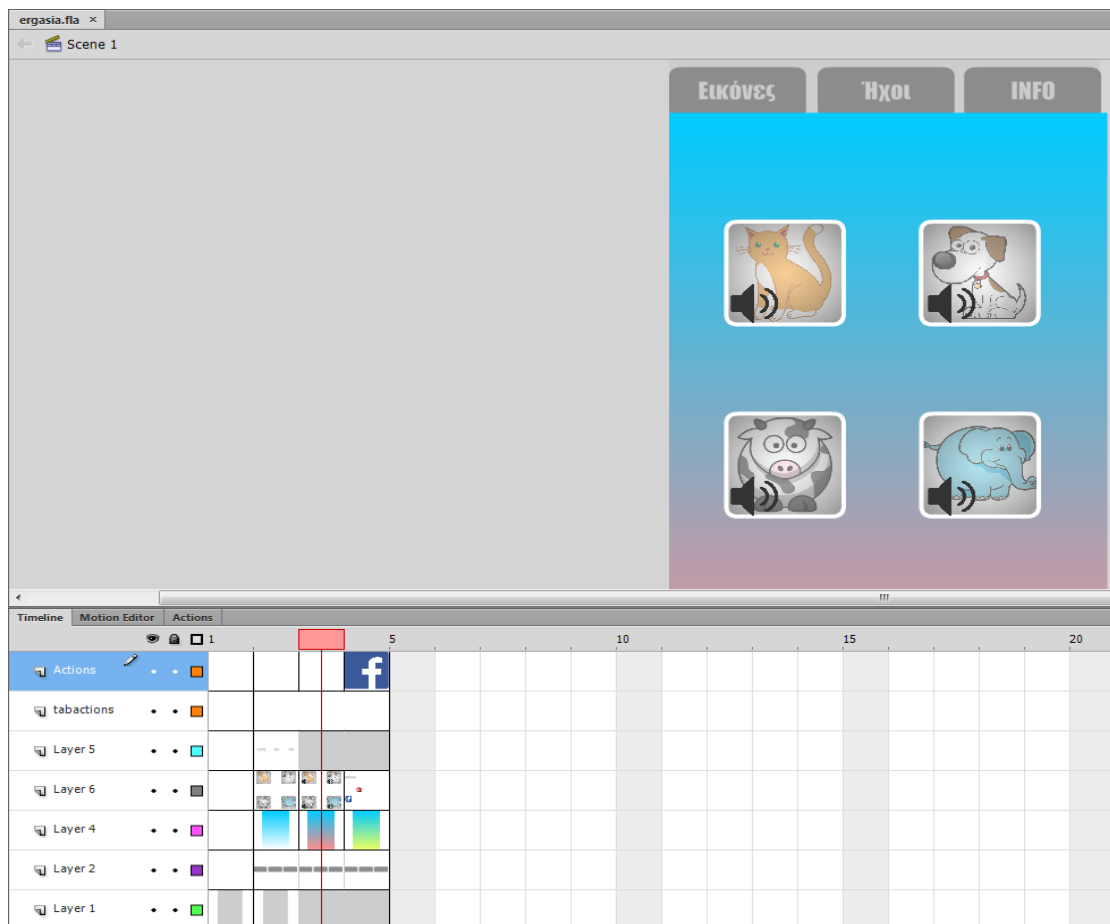 ergasia.fla ×
Scene 1
Εικόνες Ήχοι INFO
Timeline Motion Editor Actions
1 5 10 15 20
Actions
f
tabactions
Layer 5
Layer 6
Layer 4
Layer 2
Layer 1